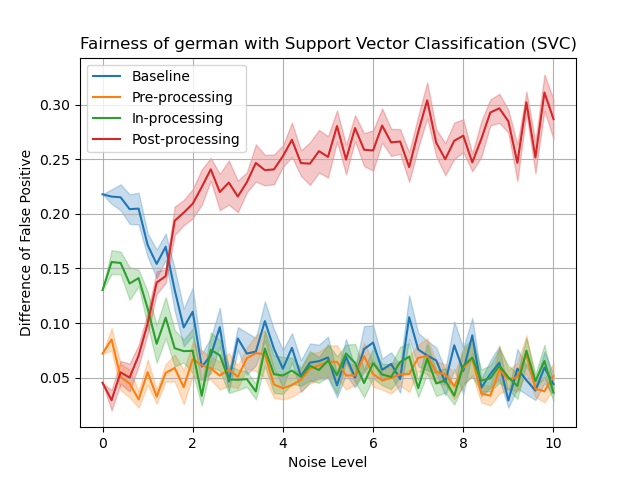 Fairness of german with Support Vector Classification (SVC)
Baseline
Pre-processing
In-processing
Post-processing
0.30
0.25
0.20
0.15
0.10
0.05
Difference of False Positive
0 2 4 6 8 10
Noise Level